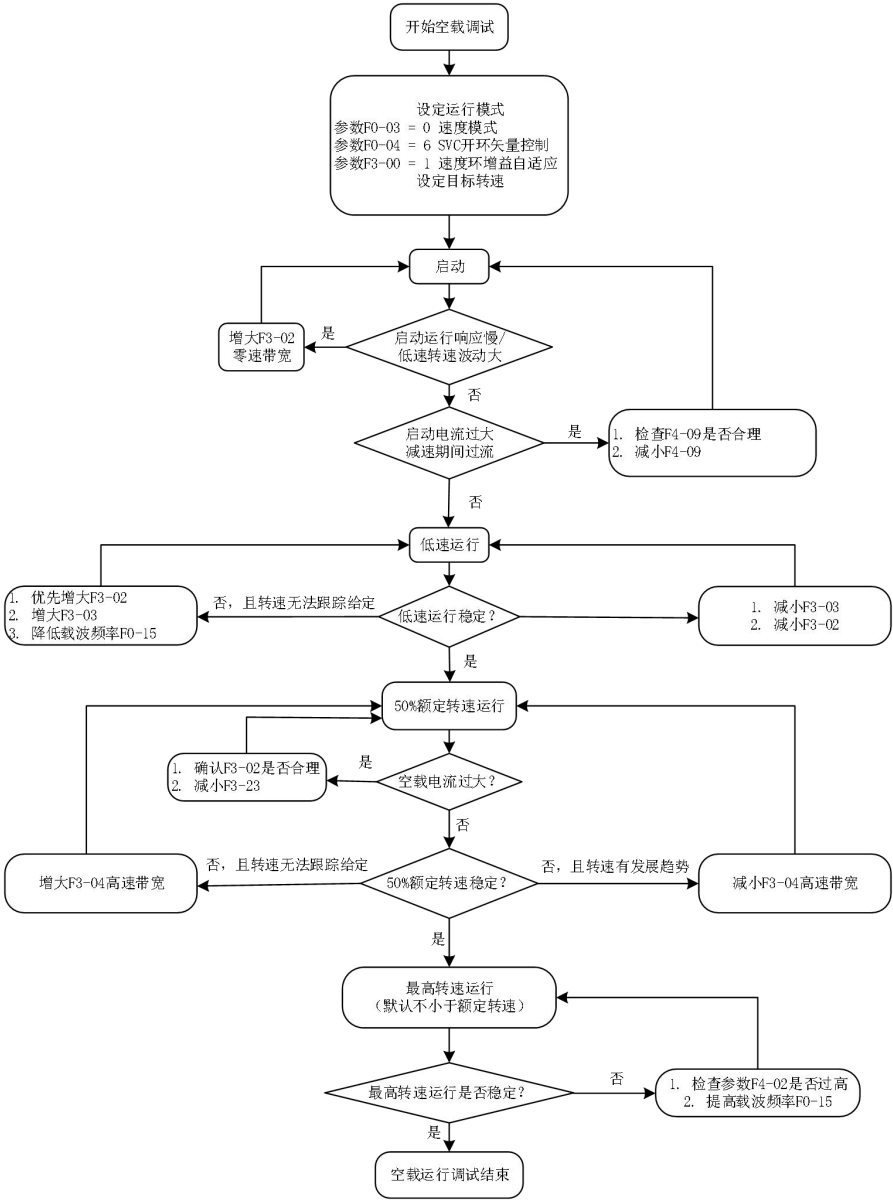 开始空载调试
设定运行模式
参数F0-03 = 0 速度模式
参数F0-04 = 6 SVC开环矢量控制
参数F3-00 = 1 速度环增益自适应
设定目标转速
启动
增大F3-02
零速带宽
是
启动运行响应慢/
低速转速波动大
否
启动电流过大
减速期间过流
是
1. 检查F4-09是否合理
2. 减小F4-09
否
低速运行
1. 优先增大F3-02
2. 增大F3-03
3. 降低载波频率F0-15
否，且转速无法跟踪给定
低速运行稳定?
1. 减小F3-03
2. 减小F3-02
是
50%额定转速运行
1. 确认F3-02是否合理
2. 减小F3-23
是
空载电流过大?
否
增大F3-04高速带宽
否，且转速无法跟踪给定
50%额定转速稳定?
否，且转速有发展趋势
减小F3-04高速带宽
是
最高转速运行
（默认不小于额定转速）
最高转速运行是否稳定?
否
1. 检查参数F4-02是否过高
2. 提高载波频率F0-15
是
空载运行调试结束